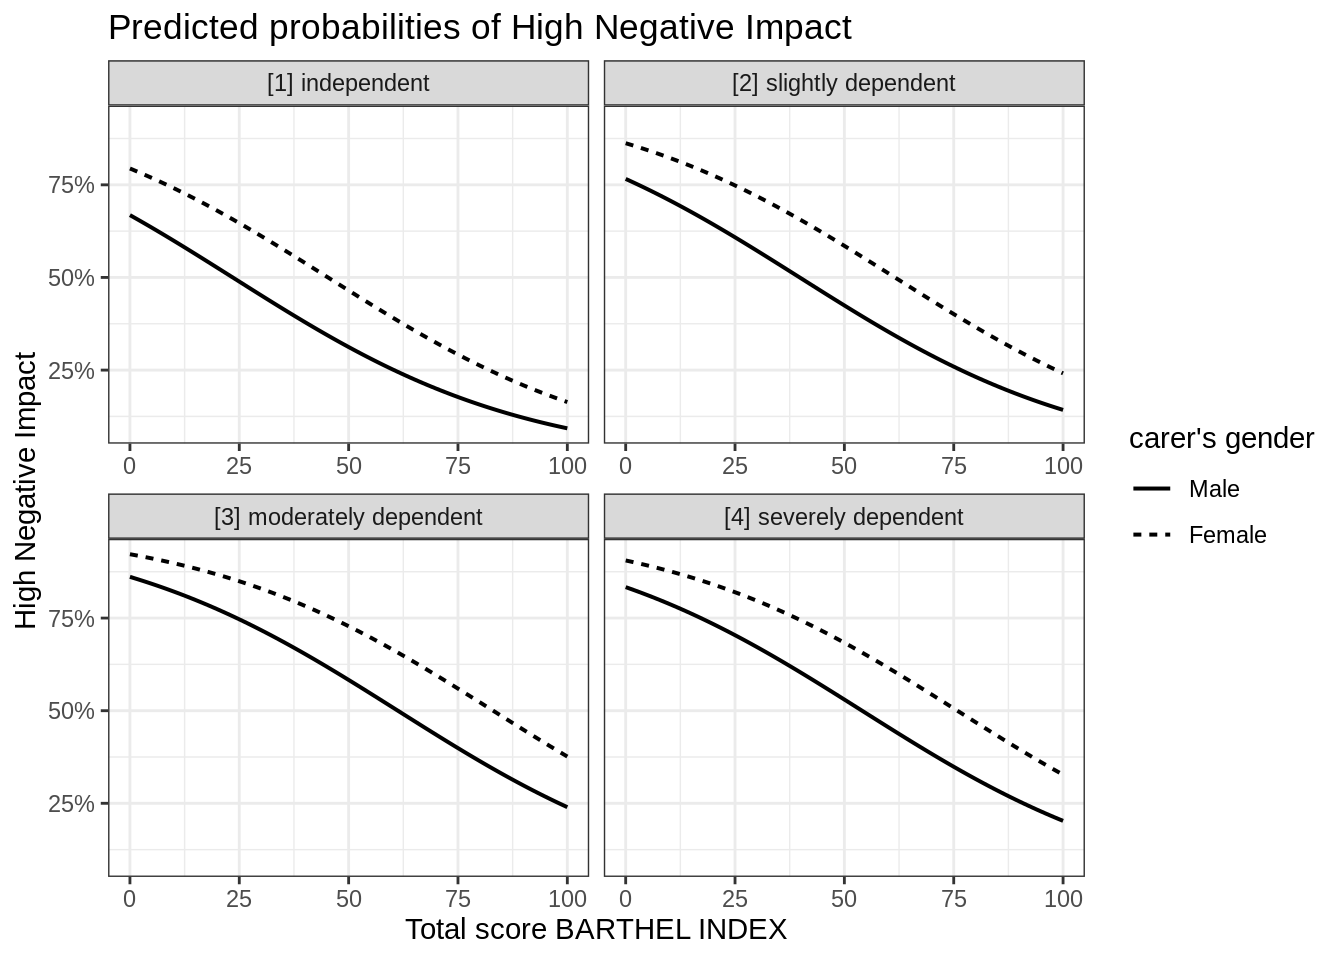 Predicted probabilities of High Negative Impact
[1] independent
[2] slightly dependent
75%
50%
25%
0 25 50 75 100
0 25 50 75 100
[3] moderately dependent
[4] severely dependent
75%
50%
25%
0 25 50 75 100
0 25 50 75 100
High Negative Impact
Total score BARTHEL INDEX
carer's gender
Male
Female